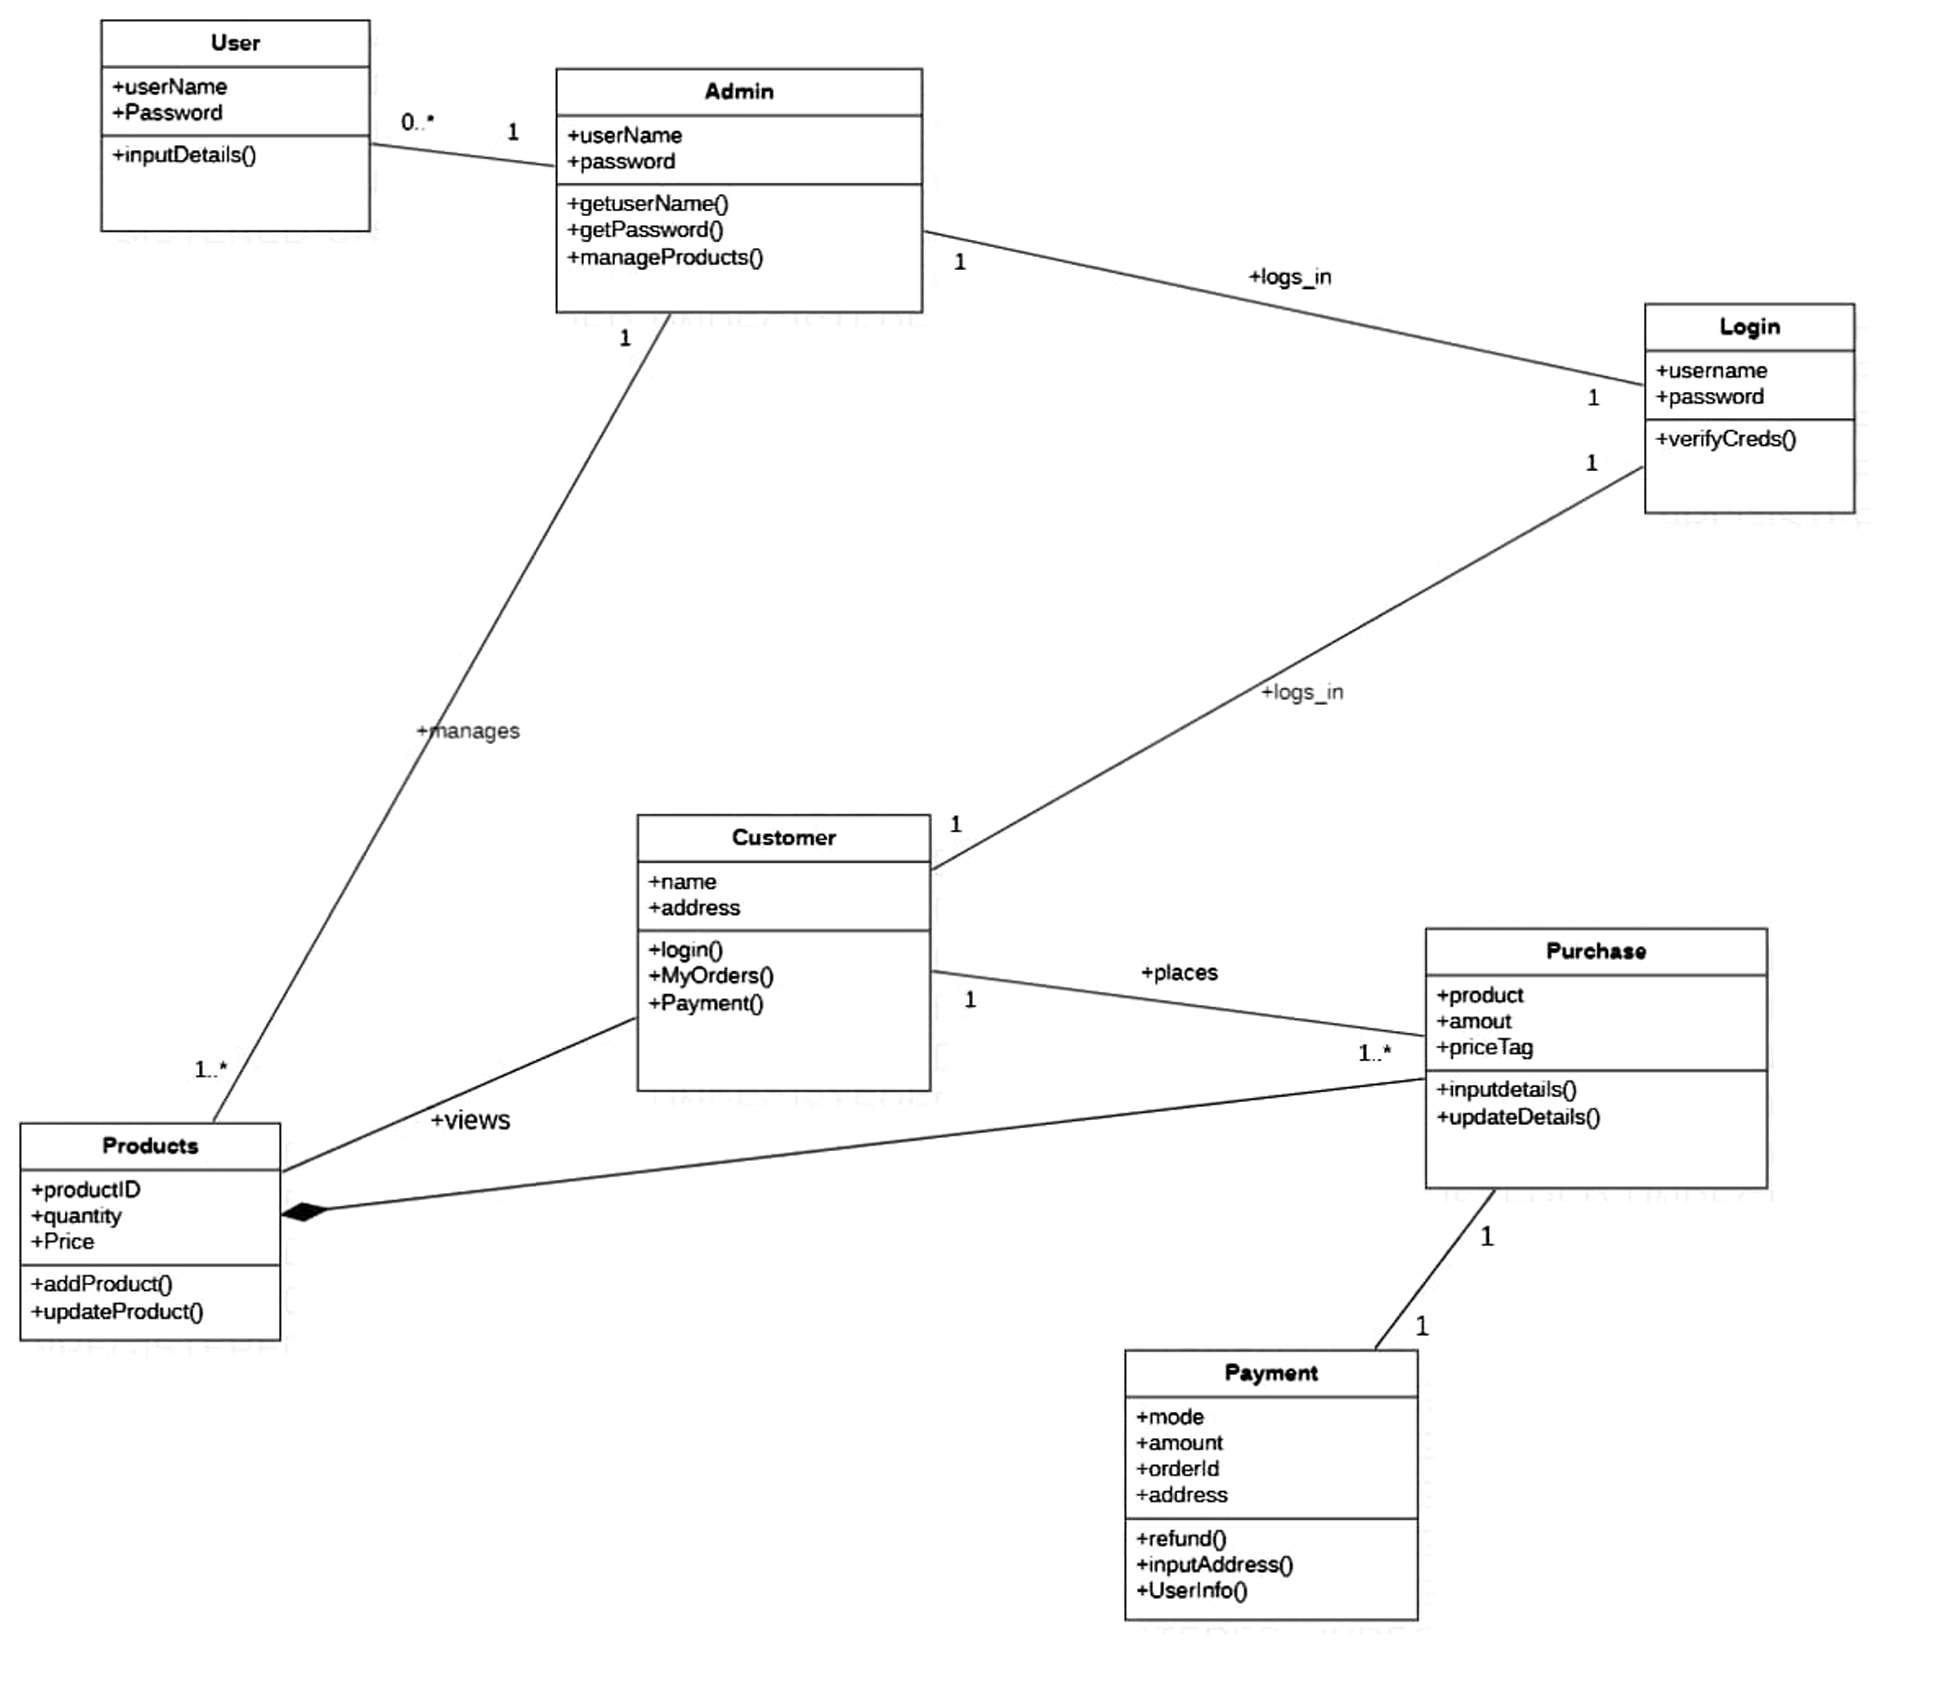 User
+userName
+Password
+inputDetails()
0..*
1
Admin
+userName
+password
+getuserName()
+getPassword()
+manageProducts()
1
1
+logs_in
1
Login
+username
+password
+verifyCreds()
1
+logs_in
1
+manages
1..*
Customer
+name
+address
+login()
+MyOrders()
+Payment()
+places
1
1..*
Purchase
+product
+amout
+priceTag
+inputdetails()
+updateDetails()
+views
Products
+productID
+quantity
+Price
+addProduct()
+updateProduct()
1
1
Payment
+mode
+amount
+orderId
+address
+refund()
+inputAddress()
+UserInfo()